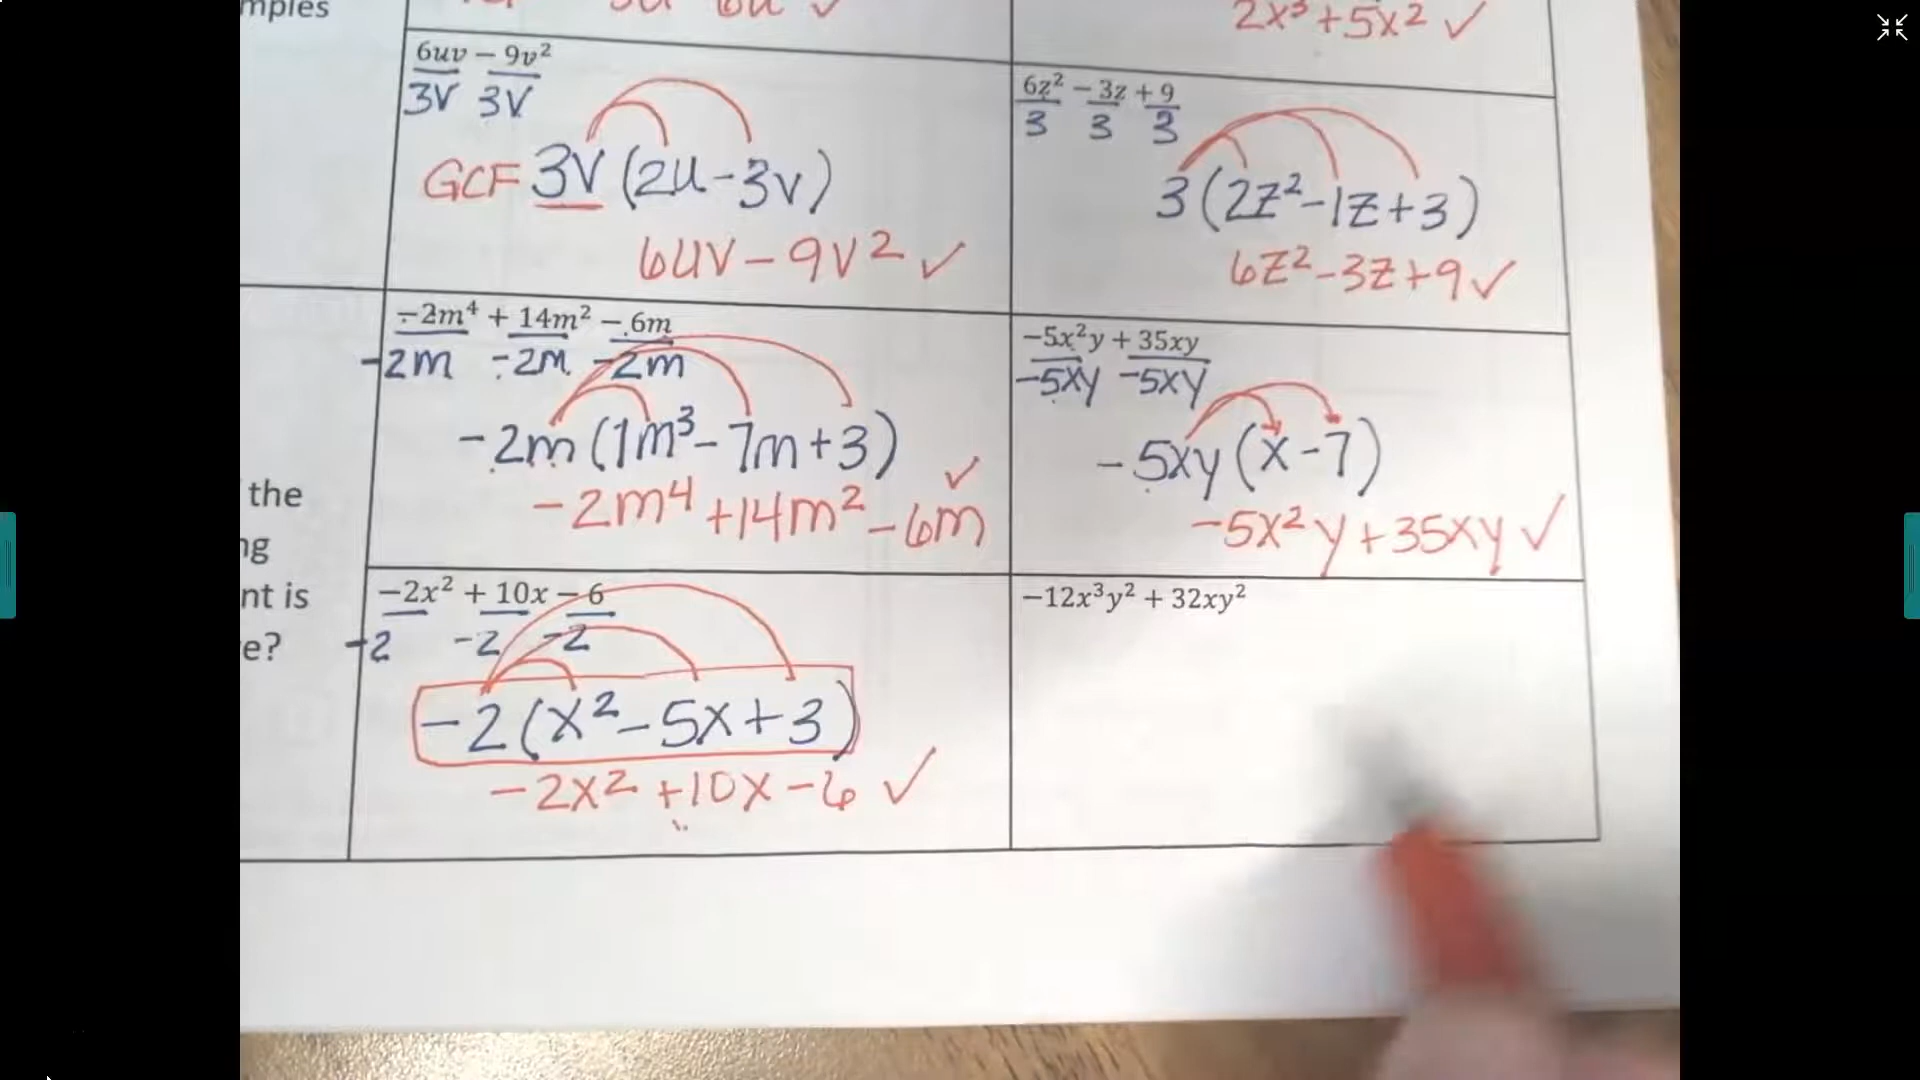 mples
2x³ + 5x² ✓
6uv − 9v²
3V 3V
GCF 3V (2u - 3v)
6uv - 9v² ✓
6z² − 3z + 9
3 3 3
3 (2z² - 1z + 3)
6z² - 3z + 9 ✓
−2m⁴ + 14m² − 6m
-2m -2m -2m
-2m (1m³ - 7m + 3)
-2m⁴ + 14m² - 6m ✓
−5x²y + 35xy
-5xy -5xy
-5xy (x - 7)
-5x²y + 35xy ✓
the
ng
nt is
e?
−2x² + 10x − 6
-2 -2 -2
-2 (x² - 5x + 3)
-2x² + 10x - 6 ✓
−12x³y² + 32xy²